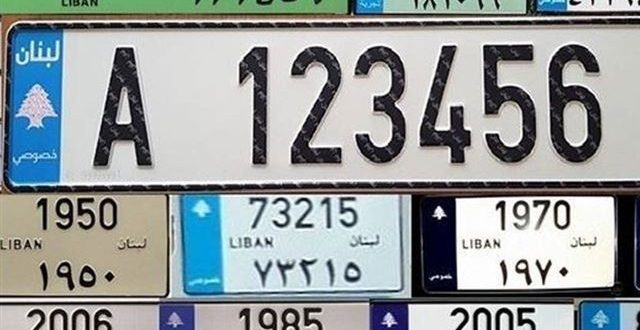 LIBAN
لبنان
A 123456
خصوصي
1950
LIBAN لبنان
١٩٥٠
73215
LIBAN لبنان
٧٣٢١٥
1970
LIBAN لبنان
١٩٧٠
2006
1985
2005